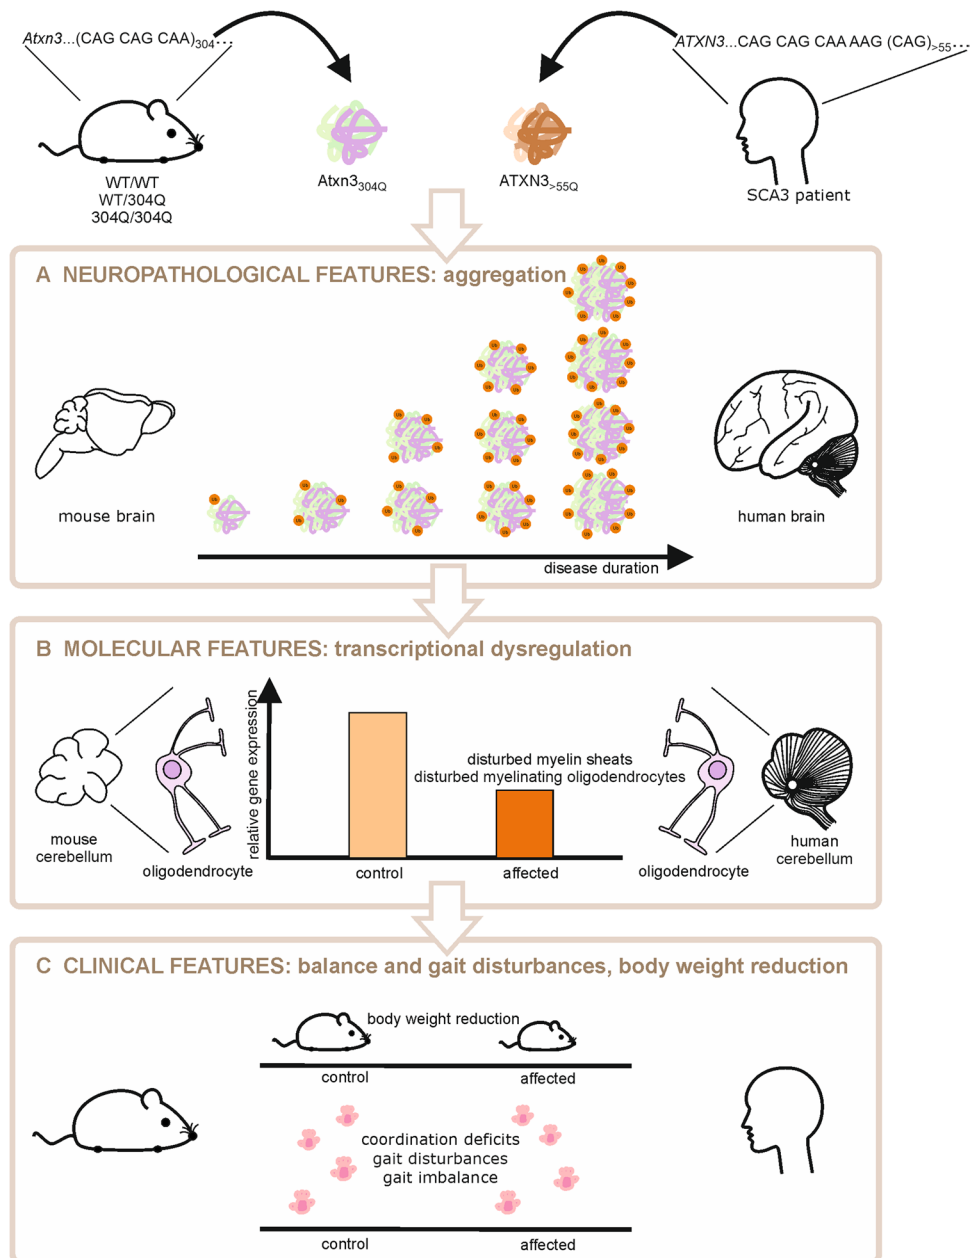 Atxn3...(CAG CAG CAA)304...
ATXN3...CAG CAG CAA AAG (CAG)>55...
WT/WT
WT/304Q
304Q/304Q
Atxn3304Q
ATXN3>55Q
SCA3 patient
A NEUROPATHOLOGICAL FEATURES: aggregation
Ub
mouse brain
human brain
disease duration
B MOLECULAR FEATURES: transcriptional dysregulation
relative gene expression
disturbed myelin sheats
disturbed myelinating oligodendrocytes
mouse
cerebellum
oligodendrocyte
control
affected
oligodendrocyte
human
cerebellum
C CLINICAL FEATURES: balance and gait disturbances, body weight reduction
body weight reduction
control
affected
coordination deficits
gait disturbances
gait imbalance
control
affected